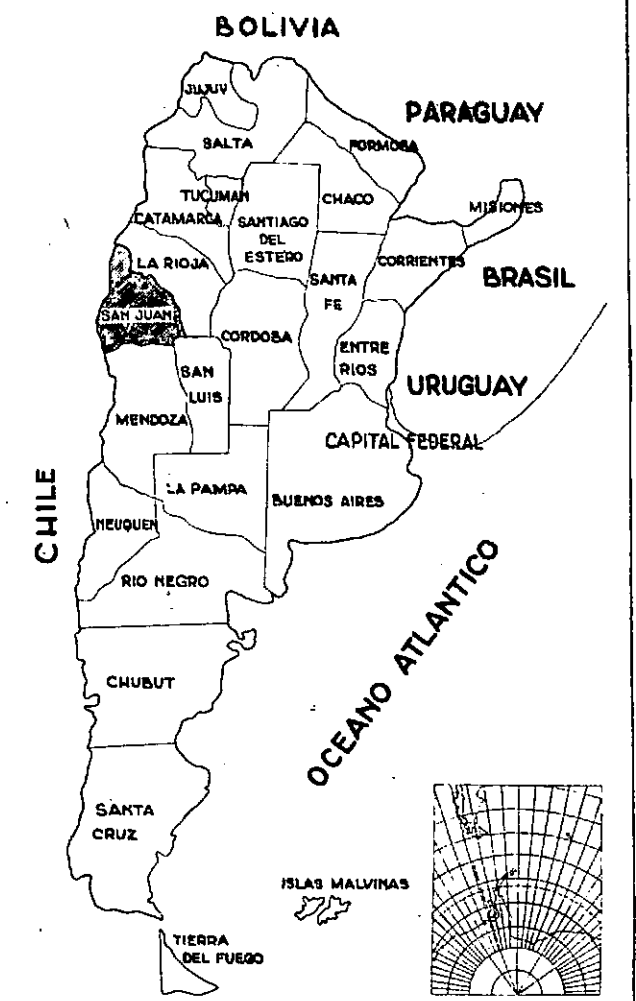 BOLIVIA
JUJUY
PARAGUAY
SALTA
FORMOSA
TUCUMAN
CHACO
MISIONES
CATAMARCA
SANTIAGO
DEL
ESTERO
LA RIOJA
SANTA
FE
CORRIENTES
BRASIL
SAN JUAN
CORDOBA
ENTRE
RIOS
SAN
LUIS
URUGUAY
MENDOZA
CAPITAL FEDERAL
CHILE
LA PAMPA
BUENOS AIRES
NEUQUEN
RIO NEGRO
OCEANO ATLANTICO
CHUBUT
SANTA
CRUZ
ISLAS MALVINAS
TIERRA
DEL FUEGO